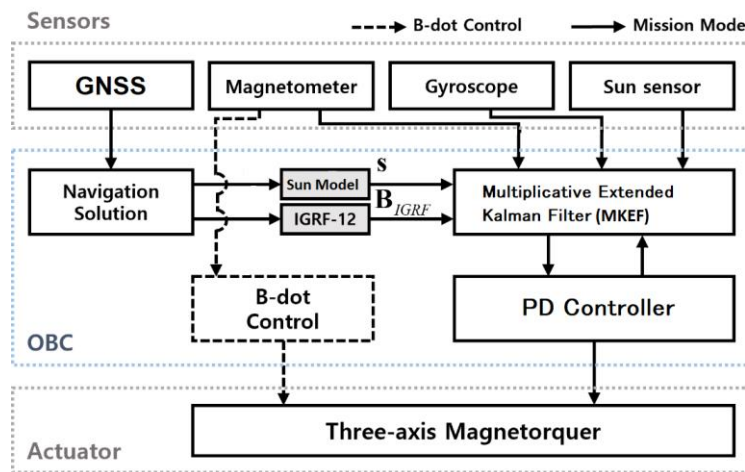 Sensors
B-dot Control
Mission Mode
GNSS
Magnetometer
Gyroscope
Sun sensor
Navigation
Solution
Sun Model
s
IGRF-12
B_IGRF
Multiplicative Extended
Kalman Filter (MKEF)
B-dot
Control
PD Controller
OBC
Three-axis Magnetorquer
Actuator